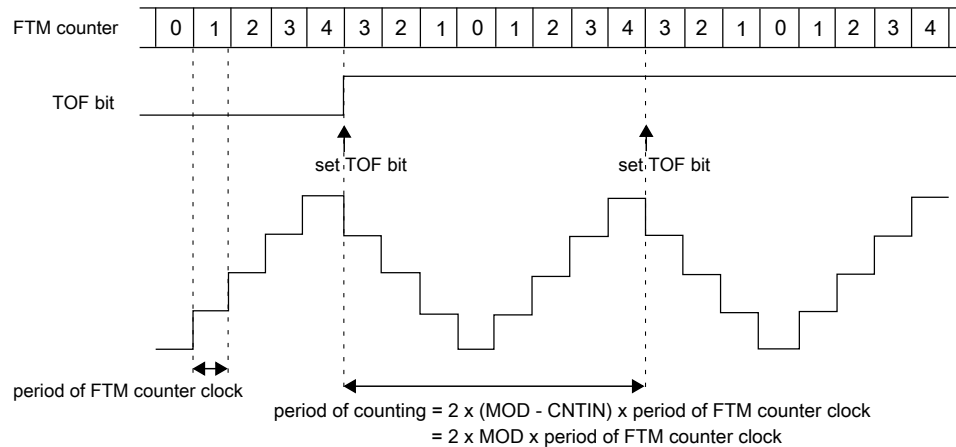 FTM counter 0 1 2 3 4 3 2 1 0 1 2 3 4 3 2 1 0 1 2 3 4
TOF bit
set TOF bit set TOF bit
period of FTM counter clock
period of counting = 2 x (MOD - CNTIN) x period of FTM counter clock
= 2 x MOD x period of FTM counter clock